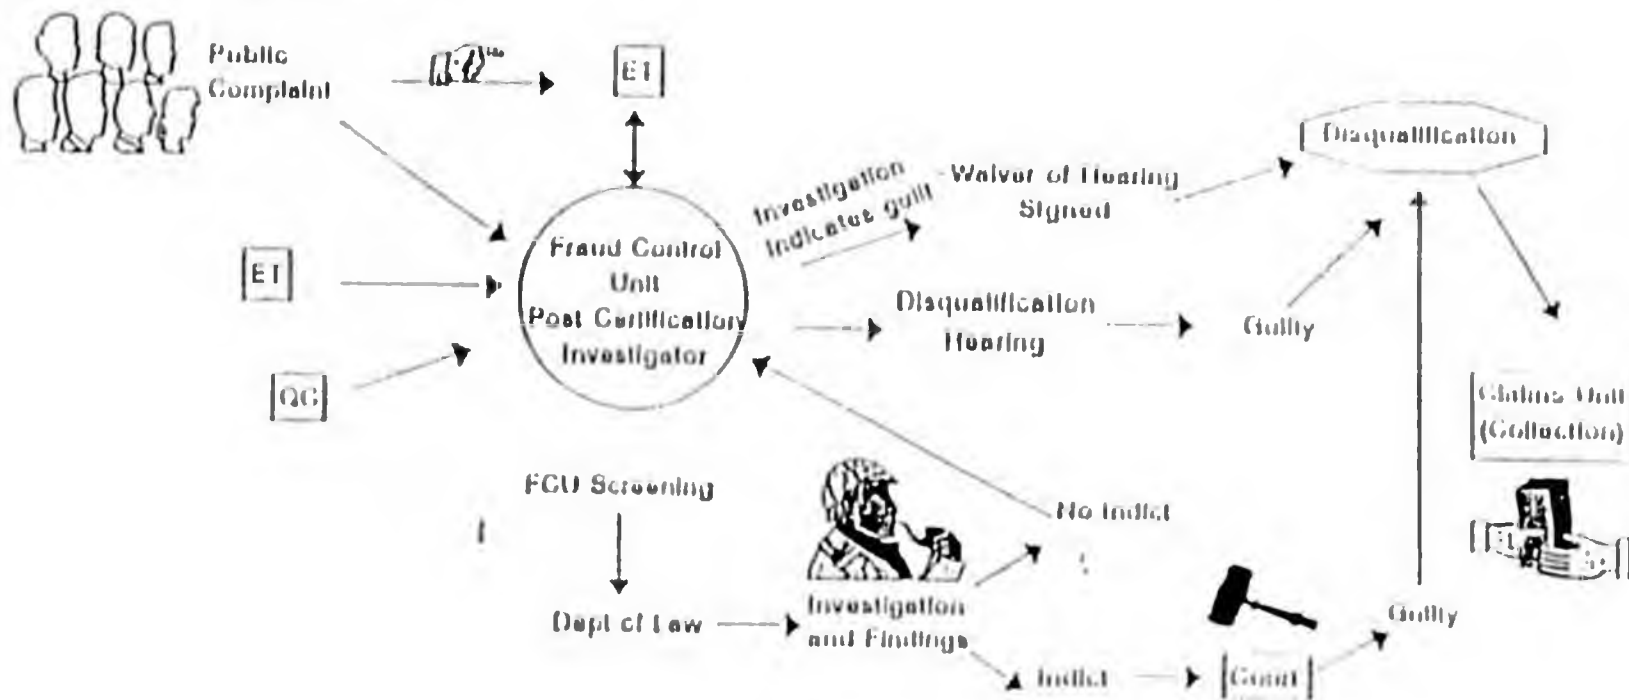 Public
Complaint
ET
Disqualification
Investigation
Indicates guilt
Waiver of Hearing
Signed
Fraud Control
Unit
Post Certification
Investigator
ET
Disqualification
Hearing
Guilty
QC
Claims Unit
(Collection)
FCU Screening
No Indict
Dept of Law
Investigation
and Findings
Guilty
Indict
Court